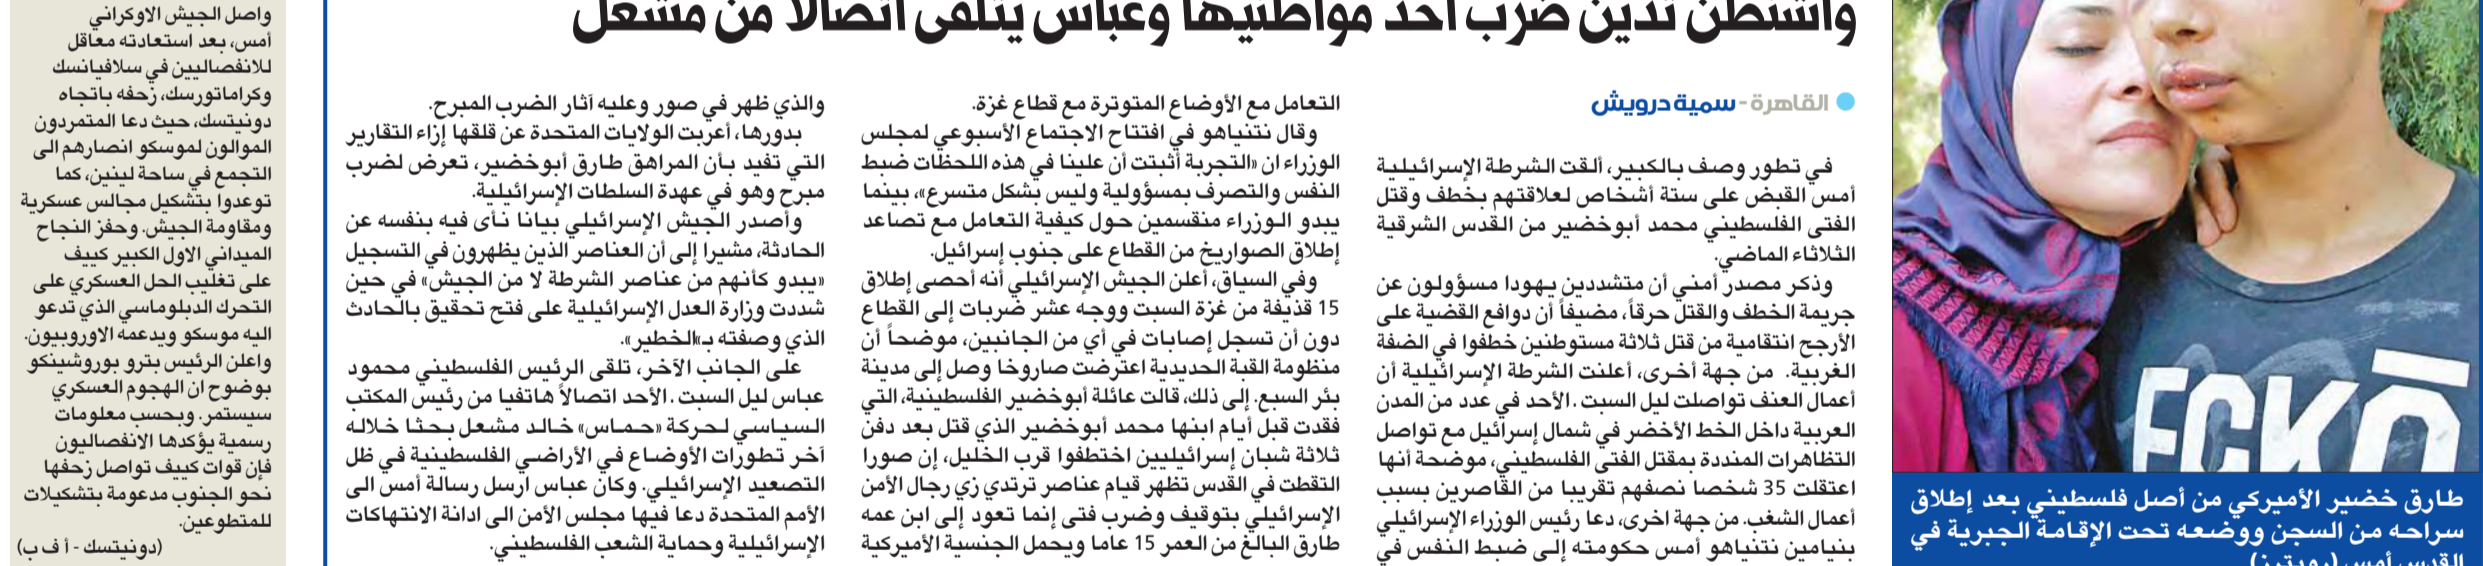 واشنطن تدين ضرب أحد مواطنيها وعباس يتلقى اتصالاً من مشعل
القاهرة - سمية درويش
في تطور وصف بالكبير، ألقت الشرطة الإسرائيلية
أمس القبض على ستة أشخاص لعلاقتهم بخطف وقتل
الفتى الفلسطيني محمد أبوخضير من القدس الشرقية
الثلاثاء الماضي.
وذكر مصدر أمني أن متشددين يهودا مسؤولون عن
جريمة الخطف والقتل حرقاً، مضيفاً أن دوافع القضية على
الأرجح انتقامية من قتل ثلاثة مستوطنين خطفوا في الضفة
الغربية. من جهة أخرى، أعلنت الشرطة الإسرائيلية أن
أعمال العنف تواصلت ليل السبت ـ الأحد في عدد من المدن
العربية داخل الخط الأخضر في شمال إسرائيل مع تواصل
التظاهرات المنددة بمقتل الفتى الفلسطيني، موضحة أنها
اعتقلت 35 شخصا نصفهم تقريبا من القاصرين بسبب
أعمال الشغب. من جهة اخرى، دعا رئيس الوزراء الإسرائيلي
بنيامين نتنياهو أمس حكومته إلى ضبط النفس في
التعامل مع الأوضاع المتوترة مع قطاع غزة.
وقال نتنياهو في افتتاح الاجتماع الأسبوعي لمجلس
الوزراء ان «التجربة أثبتت أن علينا في هذه اللحظات ضبط
النفس والتصرف بمسؤولية وليس بشكل متسرع»، بينما
يبدو الوزراء منقسمين حول كيفية التعامل مع تصاعد
إطلاق الصواريخ من القطاع على جنوب إسرائيل.
وفي السياق، أعلن الجيش الإسرائيلي أنه أحصى إطلاق
15 قذيفة من غزة السبت ووجه عشر ضربات إلى القطاع
دون أن تسجل إصابات في أي من الجانبين، موضحاً أن
منظومة القبة الحديدية اعترضت صاروخا وصل إلى مدينة
بئر السبع. إلى ذلك، قالت عائلة أبوخضير الفلسطينية، التي
فقدت قبل أيام ابنها محمد أبوخضير الذي قتل بعد دفن
ثلاثة شبان إسرائيليين اختطفوا قرب الخليل، إن صورا
التقطت في القدس تظهر قيام عناصر ترتدي زي رجال الأمن
الإسرائيلي بتوقيف وضرب فتى إنما تعود إلى ابن عمه
طارق البالغ من العمر 15 عاما ويحمل الجنسية الأميركية
والذي ظهر في صور وعليه آثار الضرب المبرح.
بدورها، أعربت الولايات المتحدة عن قلقها إزاء التقارير
التي تفيد بأن المراهق طارق أبوخضير، تعرض لضرب
مبرح وهو في عهدة السلطات الإسرائيلية.
وأصدر الجيش الإسرائيلي بيانا نأى فيه بنفسه عن
الحادثة، مشيرا إلى أن العناصر الذين يظهرون في التسجيل
«يبدو كأنهم من عناصر الشرطة لا من الجيش» في حين
شددت وزارة العدل الإسرائيلية على فتح تحقيق بالحادث
الذي وصفته بـ«الخطير».
على الجانب الآخر، تلقى الرئيس الفلسطيني محمود
عباس ليل السبت ـ الأحد اتصالاً هاتفيا من رئيس المكتب
السياسي لحركة «حماس» خالد مشعل بحثا خلاله
آخر تطورات الأوضاع في الأراضي الفلسطينية في ظل
التصعيد الإسرائيلي. وكان عباس أرسل رسالة أمس الى
الأمم المتحدة دعا فيها مجلس الأمن الى ادانة الانتهاكات
الإسرائيلية وحماية الشعب الفلسطيني.
ECKŌ
طارق خضير الأميركي من أصل فلسطيني بعد إطلاق
سراحه من السجن ووضعه تحت الإقامة الجبرية في
القدس أمس (رويترز)
واصل الجيش الاوكراني
أمس، بعد استعادته معاقل
للانفصاليين في سلافيانسك
وكراماتورسك، زحفه باتجاه
دونيتسك، حيث دعا المتمردون
الموالون لموسكو انصارهم الى
التجمع في ساحة لينين، كما
توعدوا بتشكيل مجالس عسكرية
ومقاومة الجيش. وحفز النجاح
الميداني الاول الكبير كييف
على تغليب الحل العسكري على
التحرك الدبلوماسي الذي تدعو
اليه موسكو ويدعمه الاوروبيون.
واعلن الرئيس بترو بوروشينكو
بوضوح ان الهجوم العسكري
سيستمر. وبحسب معلومات
رسمية يؤكدها الانفصاليون
فإن قوات كييف تواصل زحفها
نحو الجنوب مدعومة بتشكيلات
للمتطوعين.
(دونيتسك - أ ف ب)